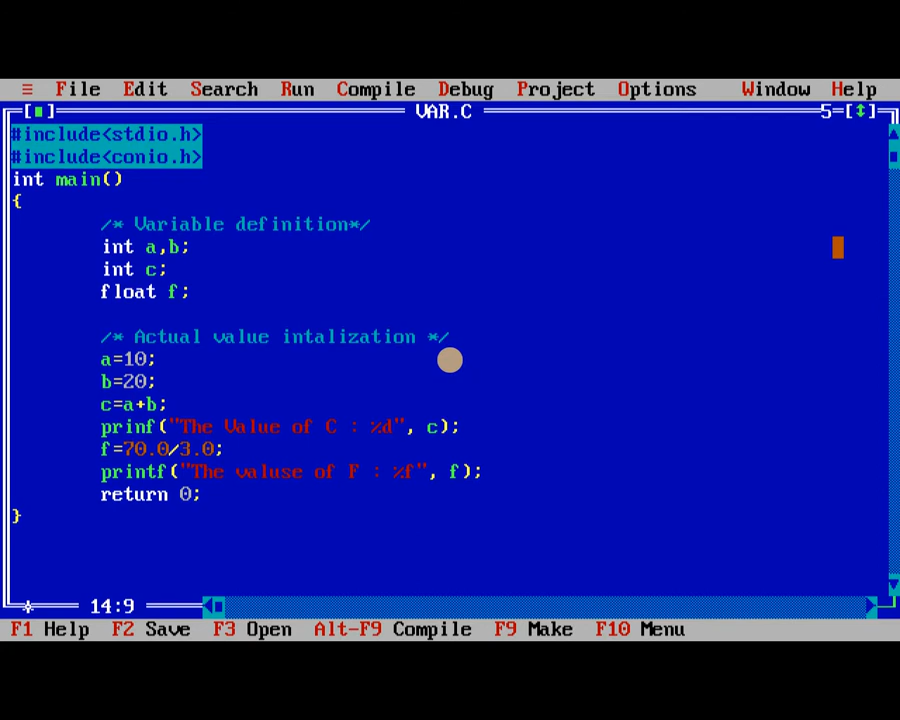 ≡ File Edit Search Run Compile Debug Project Options Window Help
[■] VAR.C 5=[↕]
#include<stdio.h>
#include<conio.h>
int main()
{
/* Variable definition*/
int a,b;
int c;
float f;
/* Actual value intalization */
a=10;
b=20;
c=a+b;
prinf("The Value of C : %d", c);
f=70.0/3.0;
printf("The valuse of F : %f", f);
return 0;
}
14:9
F1 Help F2 Save F3 Open Alt-F9 Compile F9 Make F10 Menu